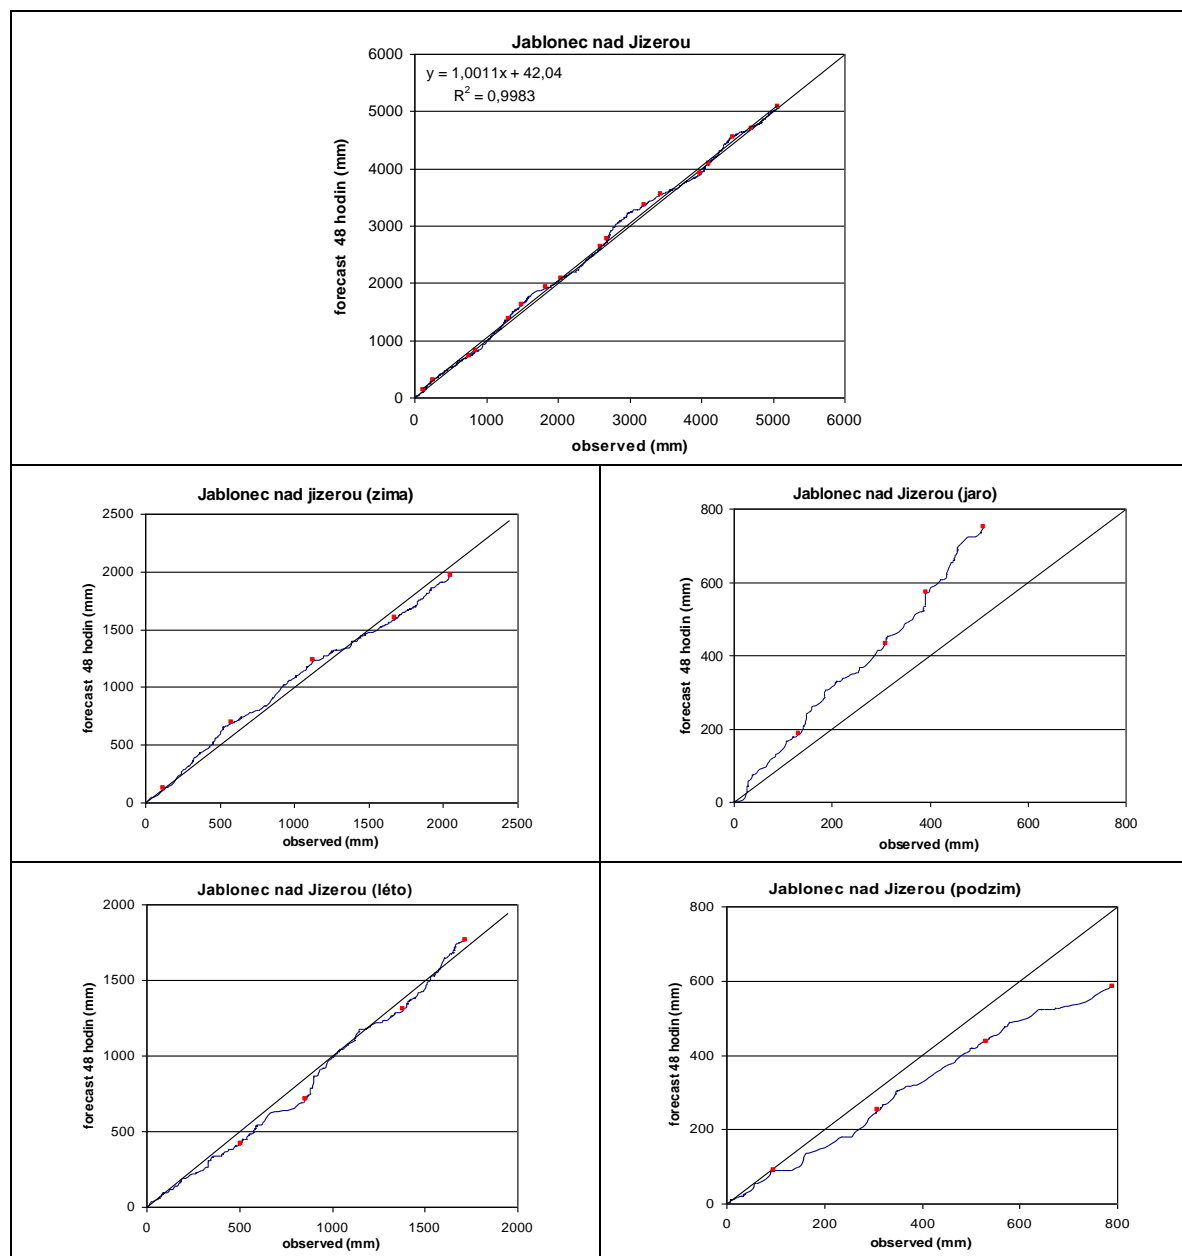 Jablonec nad Jizerou
y = 1,0011x + 42,04
R² = 0,9983
6000
5000
4000
3000
2000
1000
0
forecast 48 hodin (mm)
0 1000 2000 3000 4000 5000 6000
observed (mm)
Jablonec nad jizerou (zima)
2500
2000
1500
1000
500
0
forecast 48 hodin (mm)
0 500 1000 1500 2000 2500
observed (mm)
Jablonec nad Jizerou (jaro)
800
600
400
200
0
forecast 48 hodin (mm)
0 200 400 600 800
observed (mm)
Jablonec nad Jizerou (léto)
2000
1500
1000
500
0
forecast 48 hodin (mm)
0 500 1000 1500 2000
observed (mm)
Jablonec nad Jizerou (podzim)
800
600
400
200
0
forecast 48 hodin (mm)
0 200 400 600 800
observed (mm)